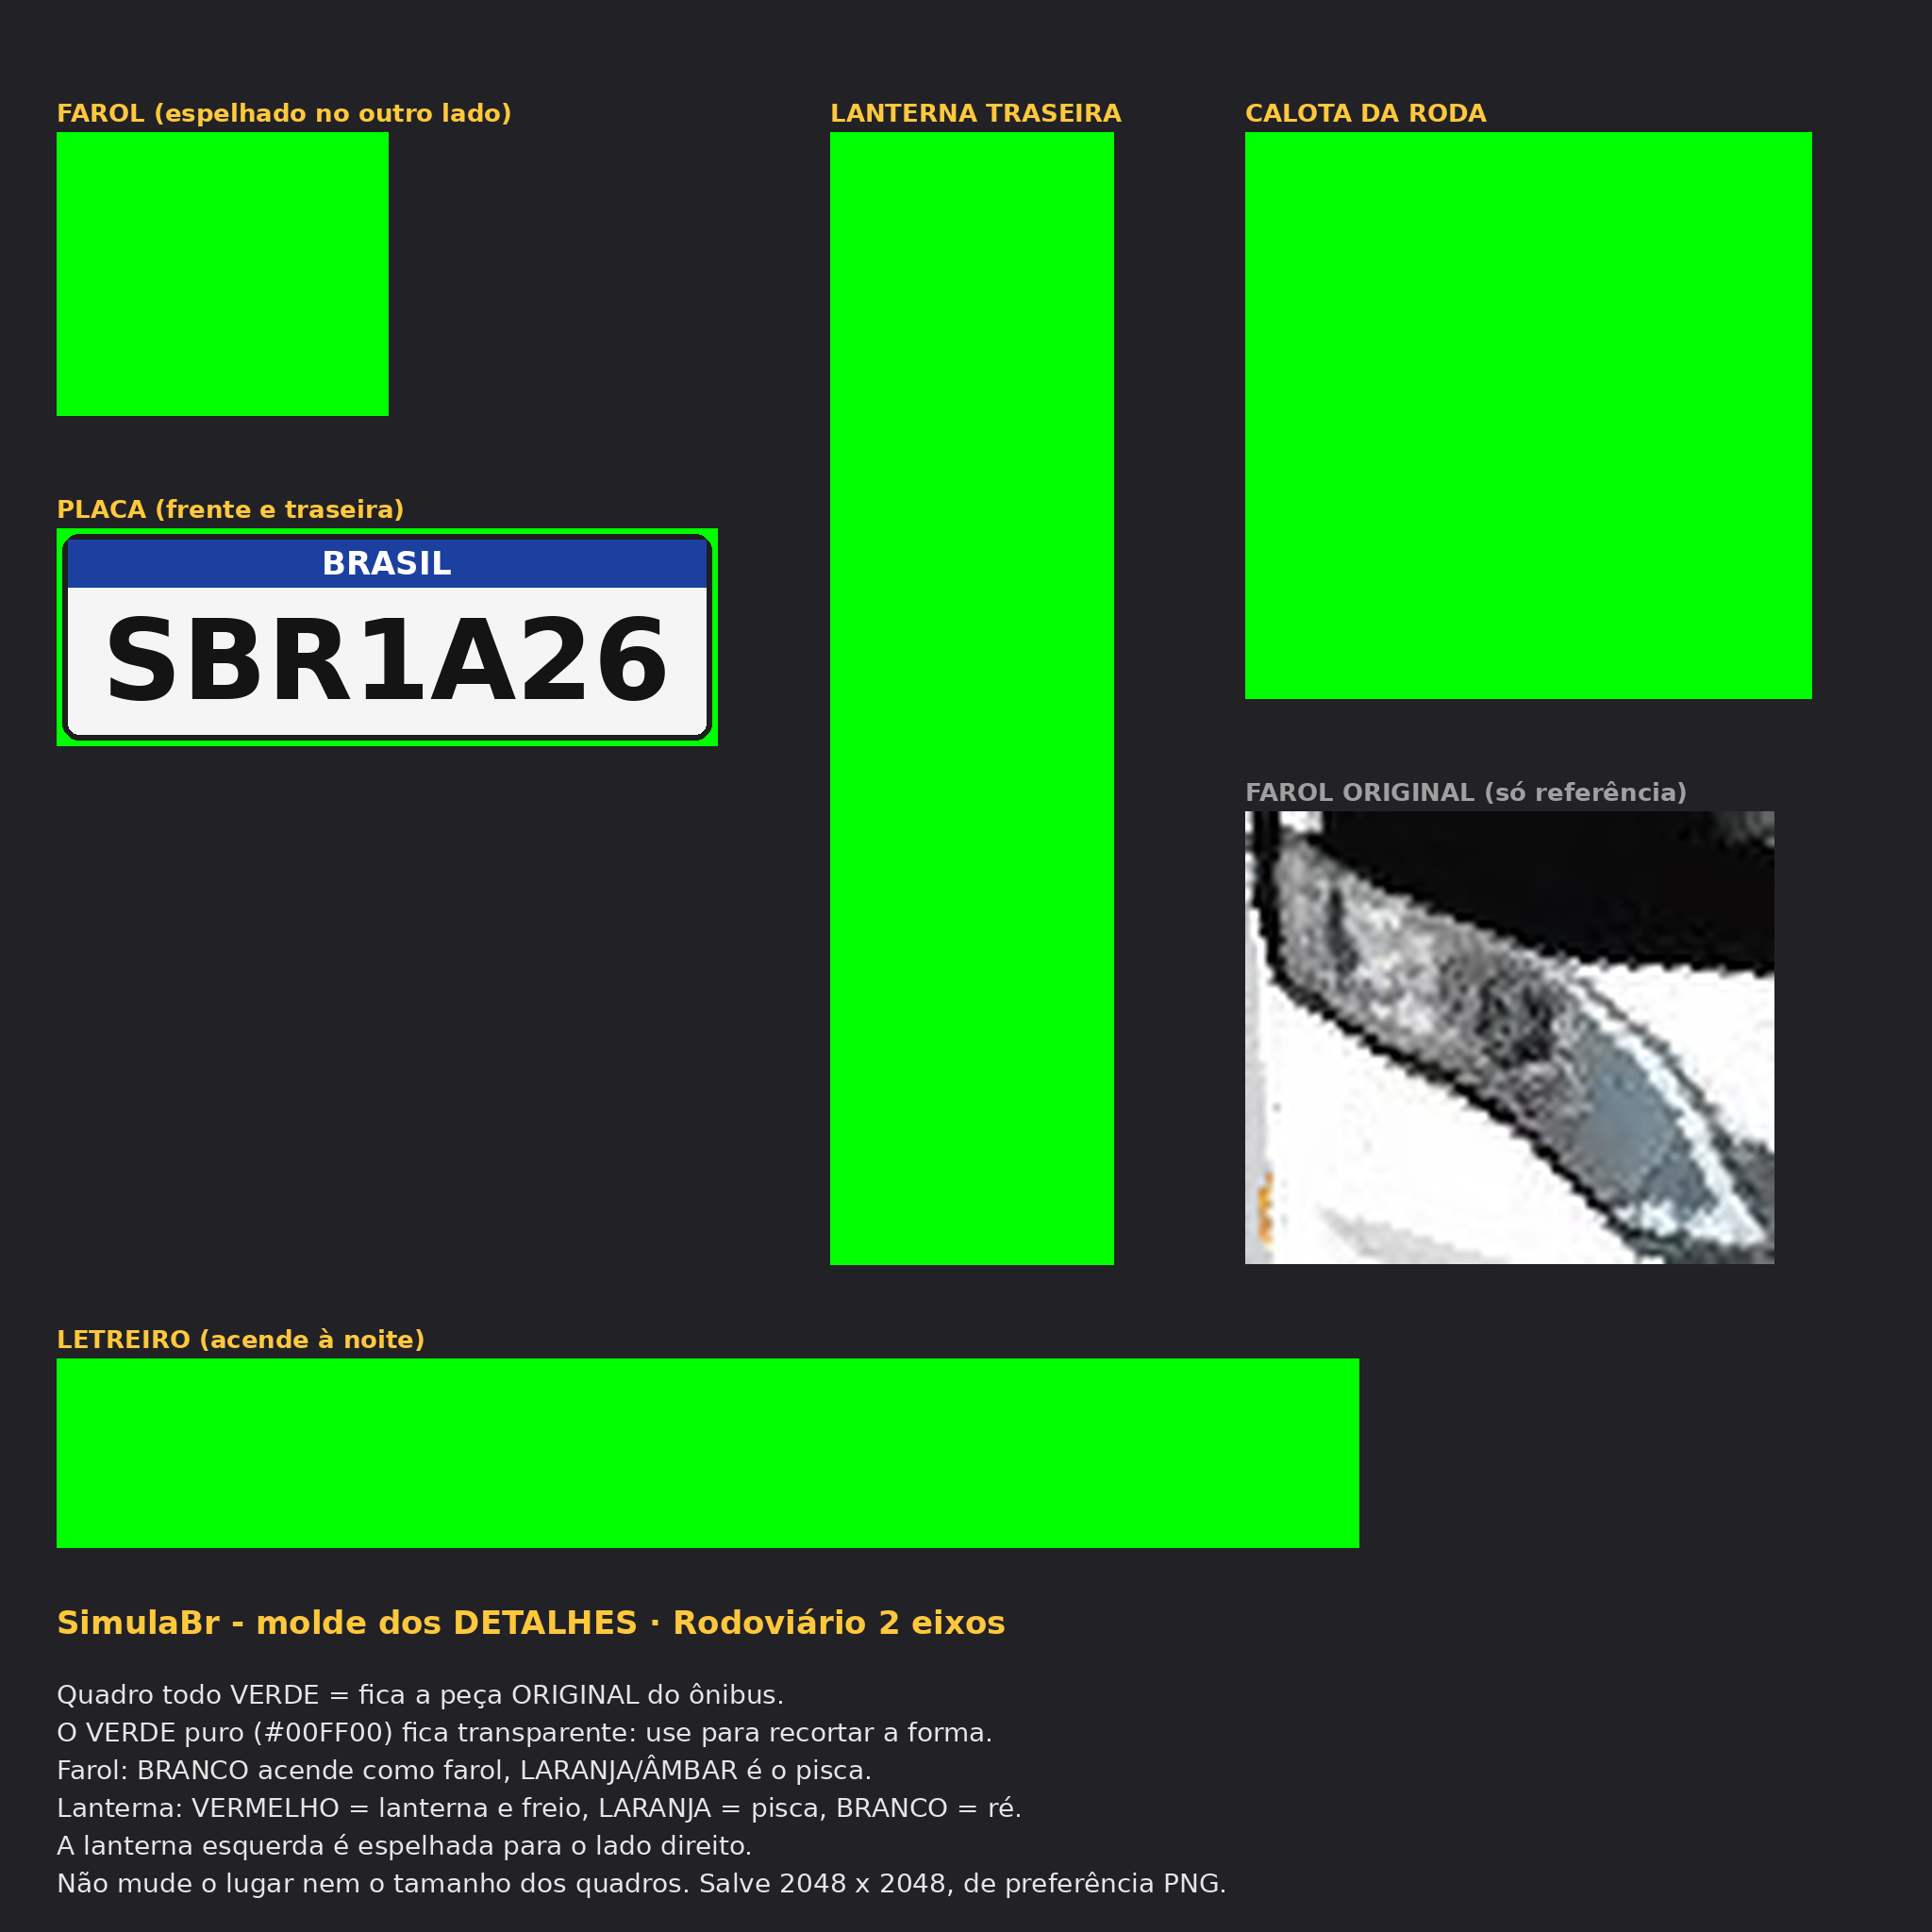 FAROL (espelhado no outro lado)
LANTERNA TRASEIRA
CALOTA DA RODA
PLACA (frente e traseira)
BRASIL
SBR1A26
FAROL ORIGINAL (só referência)
LETREIRO (acende à noite)
SimulaBr - molde dos DETALHES · Rodoviário 2 eixos
Quadro todo VERDE = fica a peça ORIGINAL do ônibus.
O VERDE puro (#00FF00) fica transparente: use para recortar a forma.
Farol: BRANCO acende como farol, LARANJA/ÂMBAR é o pisca.
Lanterna: VERMELHO = lanterna e freio, LARANJA = pisca, BRANCO = ré.
A lanterna esquerda é espelhada para o lado direito.
Não mude o lugar nem o tamanho dos quadros. Salve 2048 x 2048, de preferência PNG.